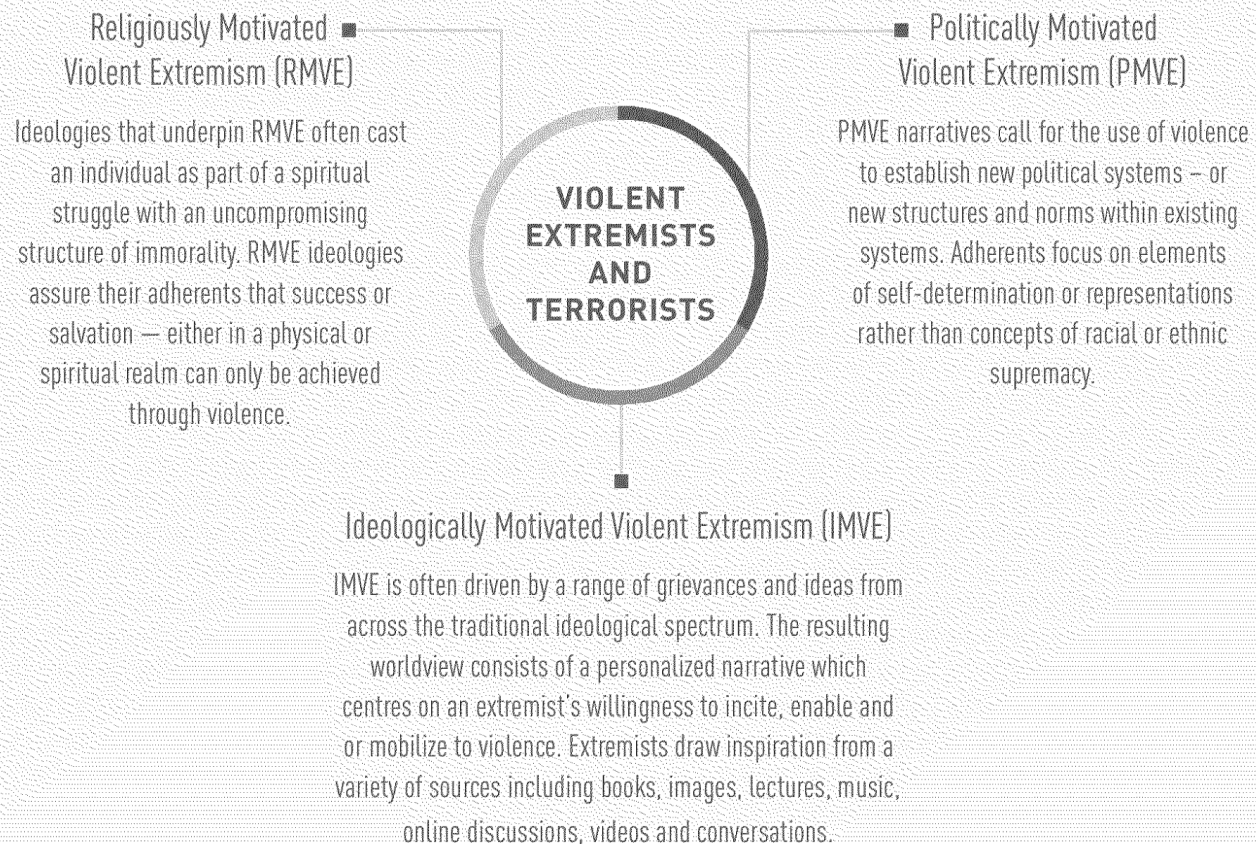 Religiously Motivated
Violent Extremism (RMVE)
Ideologies that underpin RMVE often cast
an individual as part of a spiritual
struggle with an uncompromising
structure of immorality. RMVE ideologies
assure their adherents that success or
salvation — either in a physical or
spiritual realm can only be achieved
through violence.
VIOLENT
EXTREMISTS
AND
TERRORISTS
Politically Motivated
Violent Extremism (PMVE)
PMVE narratives call for the use of violence
to establish new political systems – or
new structures and norms within existing
systems. Adherents focus on elements
of self-determination or representations
rather than concepts of racial or ethnic
supremacy.
Ideologically Motivated Violent Extremism (IMVE)
IMVE is often driven by a range of grievances and ideas from
across the traditional ideological spectrum. The resulting
worldview consists of a personalized narrative which
centres on an extremist's willingness to incite, enable and
or mobilize to violence. Extremists draw inspiration from a
variety of sources including books, images, lectures, music,
online discussions, videos and conversations.